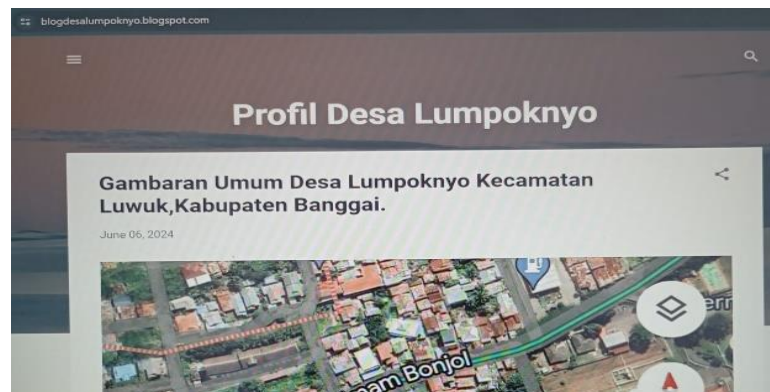 blogdesalumpoknyo.blogspot.com
Profil Desa Lumpoknyo
Gambaran Umum Desa Lumpoknyo Kecamatan
Luwuk,Kabupaten Banggai.
June 06, 2024
Bonjol